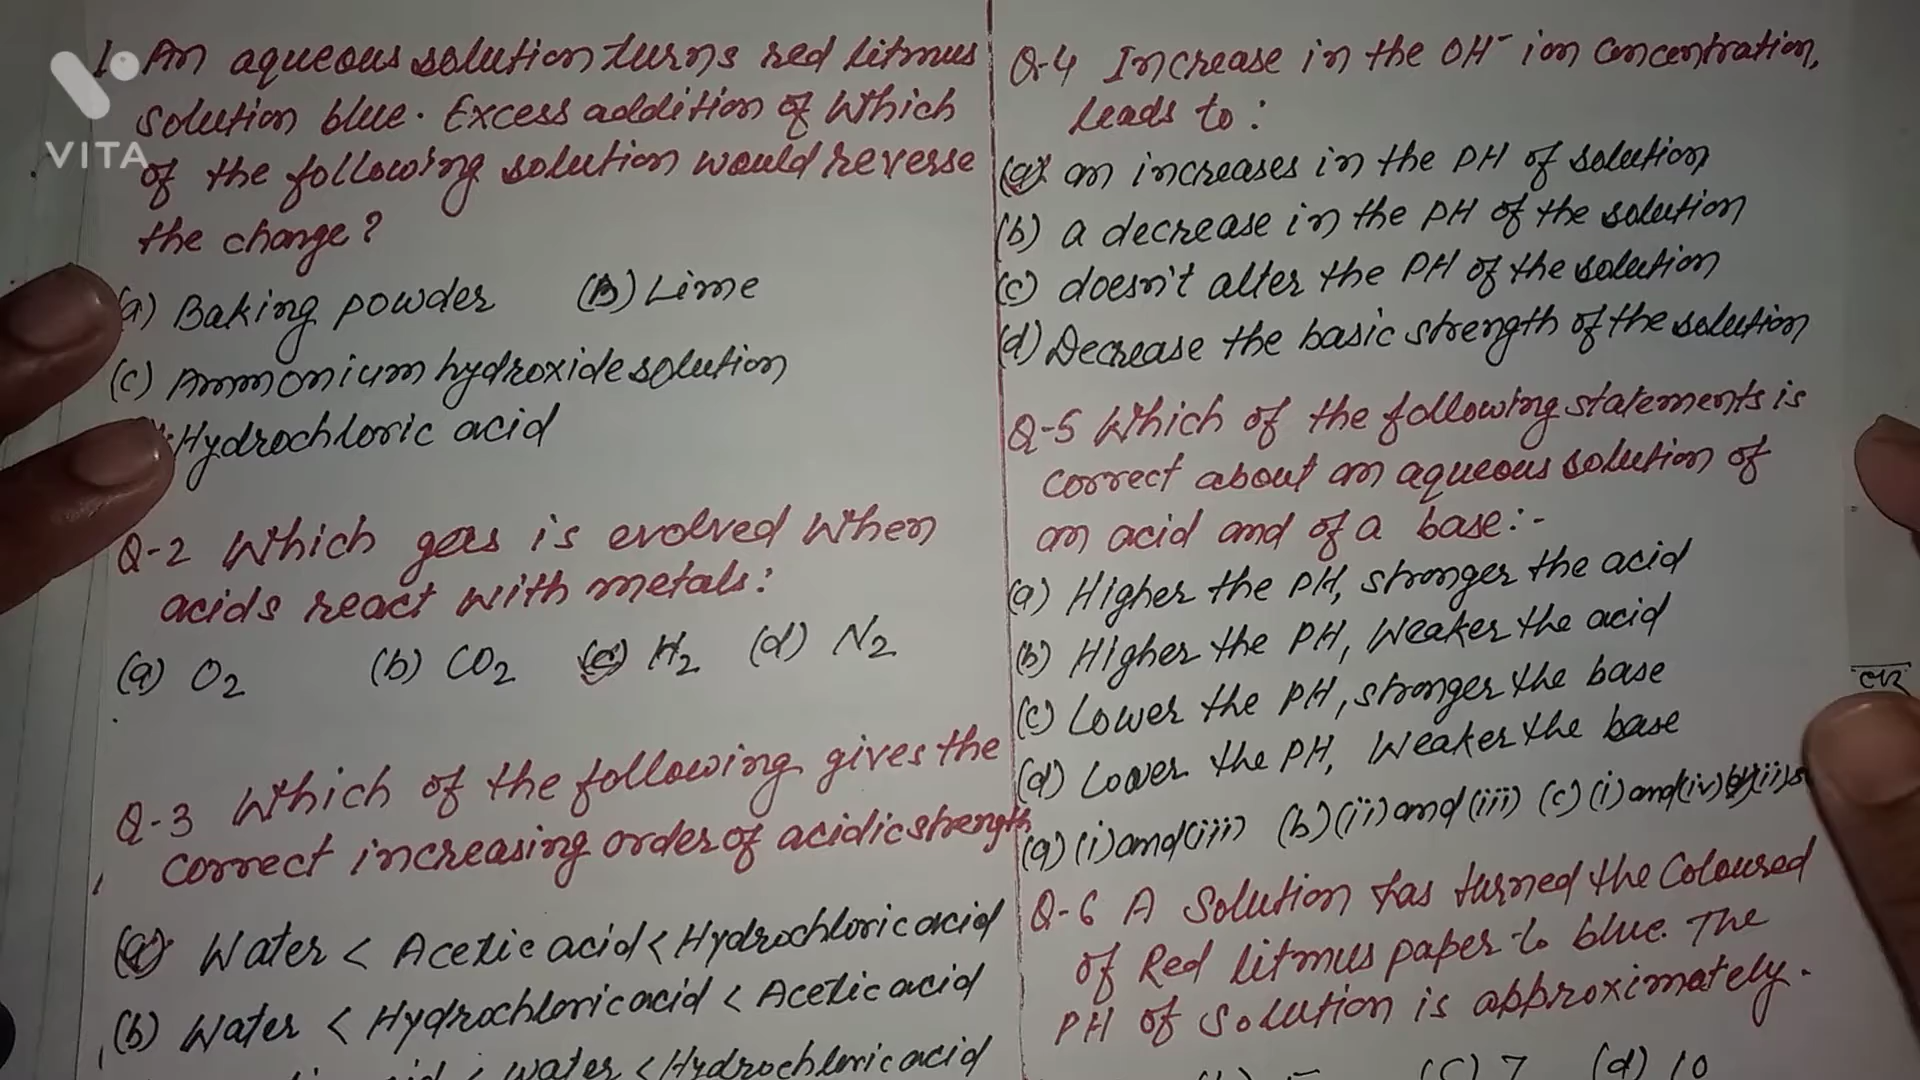 VITA
1. An aqueous solution turns red litmus
solution blue. Excess addition of Which
of the following solution would reverse
the change?
(a) Baking powder (B) Lime
(c) Ammonium hydroxide solution
Hydrochloric acid
Q-2 Which gas is evolved When
acids react with metals:
(a) O2 (b) CO2 (c) H2 (d) N2
Q-3 Which of the following gives the
correct increasing order of acidic strength
(a) Water < Acetic acid < Hydrochloric acid
(b) Water < Hydrochloric acid < Acetic acid
acid < water < Hydrochloric acid
Q-4 Increase in the OH- ion concentration,
leads to:
(a) an increases in the PH of solution
(b) a decrease in the PH of the solution
(c) doesn't alter the PH of the solution
(d) Decrease the basic strength of the solution
Q-5 Which of the following statements is
correct about an aqueous solution of
an acid and of a base:-
(a) Higher the PH, stronger the acid
(b) Higher the PH, Weaker the acid
(c) Lower the PH, stronger the base
(d) Lower the PH, Weaker the base
(a) (i) and (iii) (b) (ii) and (iii) (c) (i) and (iv) (ii)
Q-6 A Solution has turned the Coloured
of Red litmus paper to blue. The
PH of solution is approximately.
(c) 7 (d) 10